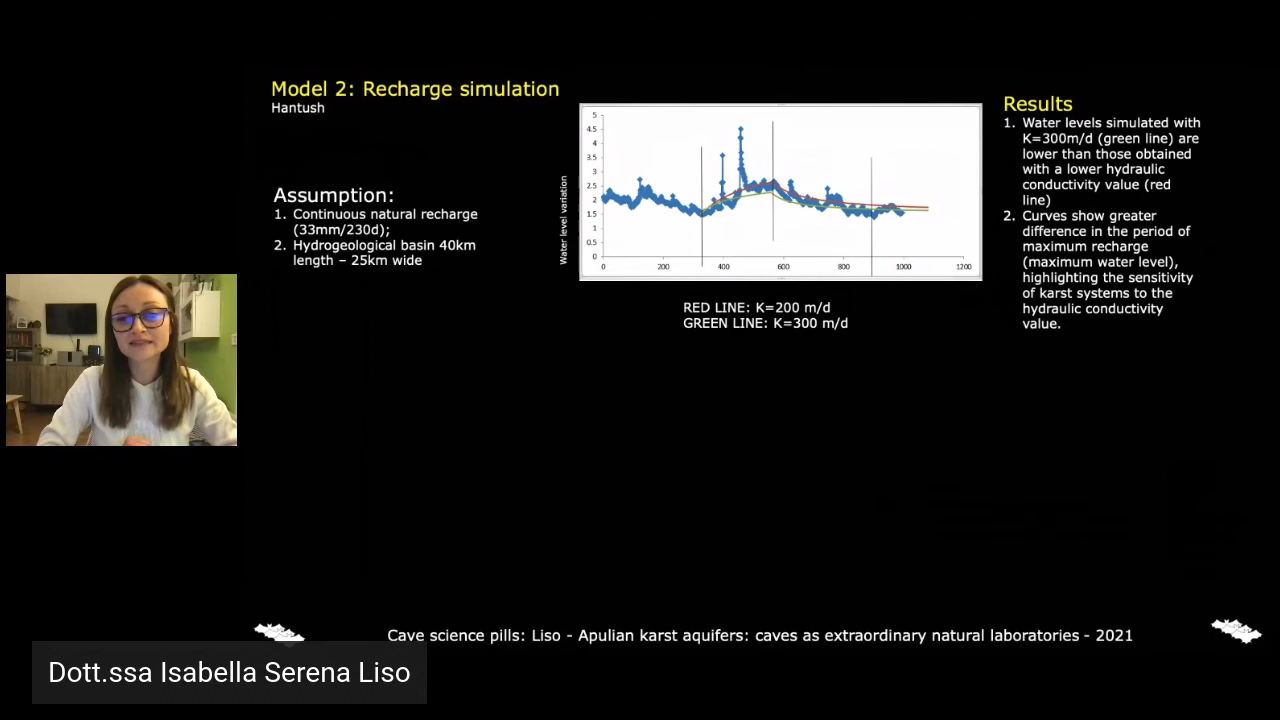 Model 2: Recharge simulation
Hantush
Assumption:
1. Continuous natural recharge
(33mm/230d);
2. Hydrogeological basin 40km
length – 25km wide
Water level variation
5
4.5
4
3.5
3
2.5
2
1.5
1
0.5
0
0 200 400 600 800 1000 1200
RED LINE: K=200 m/d
GREEN LINE: K=300 m/d
Results
1. Water levels simulated with
K=300m/d (green line) are
lower than those obtained
with a lower hydraulic
conductivity value (red
line)
2. Curves show greater
difference in the period of
maximum recharge
(maximum water level),
highlighting the sensitivity
of karst systems to the
hydraulic conductivity
value.
Cave science pills: Liso - Apulian karst aquifers: caves as extraordinary natural laboratories - 2021
Dott.ssa Isabella Serena Liso